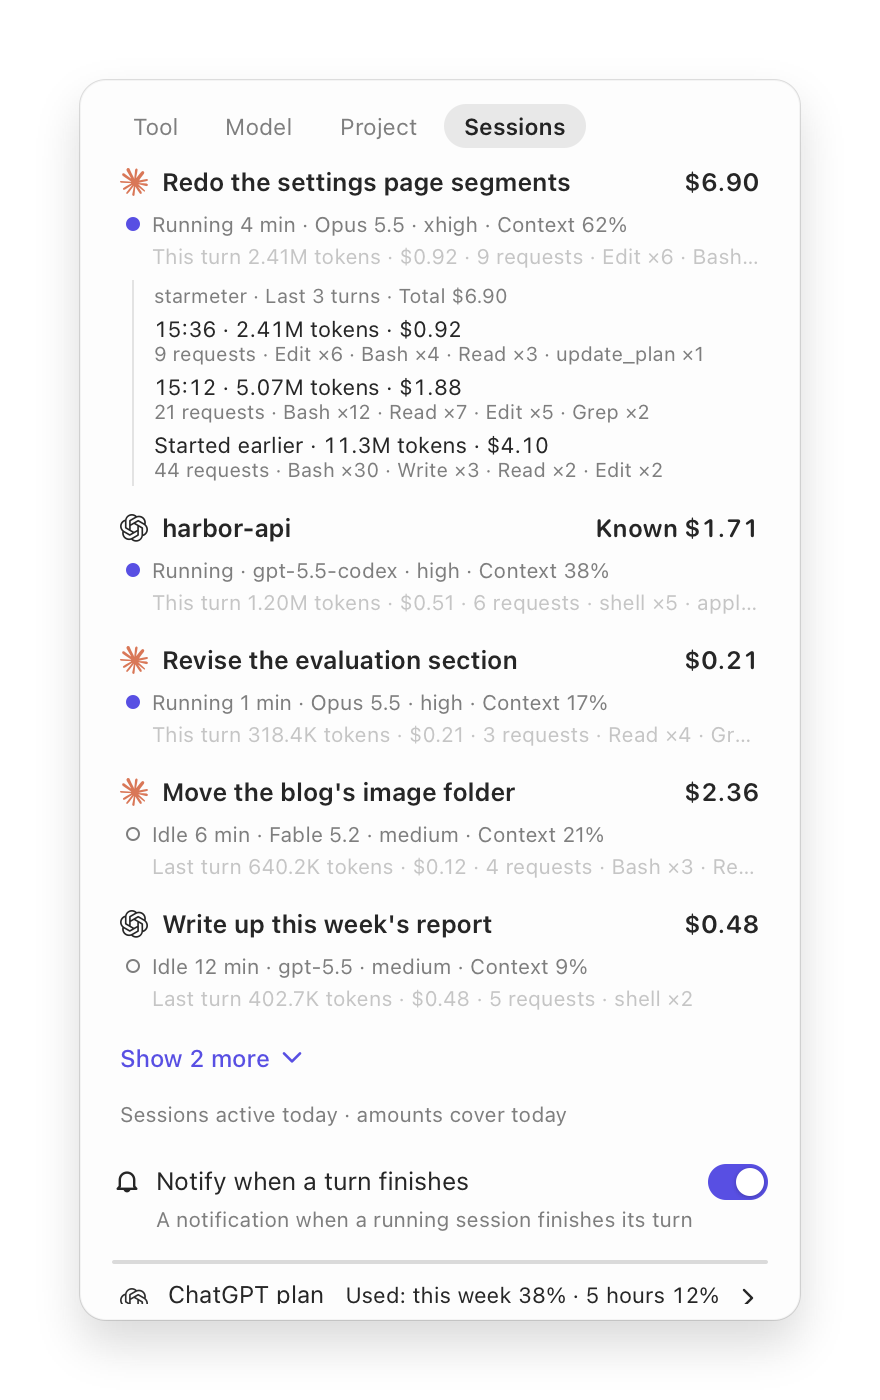 Tool Model Project Sessions
Redo the settings page segments $6.90
Running 4 min · Opus 5.5 · xhigh · Context 62%
This turn 2.41M tokens · $0.92 · 9 requests · Edit ×6 · Bash...
starmeter · Last 3 turns · Total $6.90
15:36 · 2.41M tokens · $0.92
9 requests · Edit ×6 · Bash ×4 · Read ×3 · update_plan ×1
15:12 · 5.07M tokens · $1.88
21 requests · Bash ×12 · Read ×7 · Edit ×5 · Grep ×2
Started earlier · 11.3M tokens · $4.10
44 requests · Bash ×30 · Write ×3 · Read ×2 · Edit ×2
harbor-api Known $1.71
Running · gpt-5.5-codex · high · Context 38%
This turn 1.20M tokens · $0.51 · 6 requests · shell ×5 · appl...
Revise the evaluation section $0.21
Running 1 min · Opus 5.5 · high · Context 17%
This turn 318.4K tokens · $0.21 · 3 requests · Read ×4 · Gr...
Move the blog's image folder $2.36
Idle 6 min · Fable 5.2 · medium · Context 21%
Last turn 640.2K tokens · $0.12 · 4 requests · Bash ×3 · Re...
Write up this week's report $0.48
Idle 12 min · gpt-5.5 · medium · Context 9%
Last turn 402.7K tokens · $0.48 · 5 requests · shell ×2
Show 2 more
Sessions active today · amounts cover today
Notify when a turn finishes
A notification when a running session finishes its turn
ChatGPT plan Used: this week 38% · 5 hours 12%